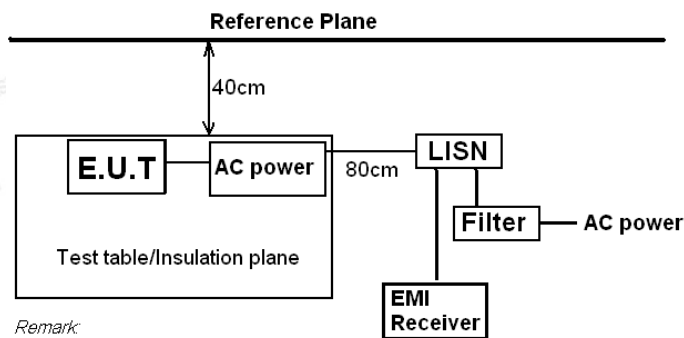 Reference Plane
40cm
E.U.T
AC power
80cm
LISN
Filter
AC power
Test table/Insulation plane
EMI
Receiver
Remark: